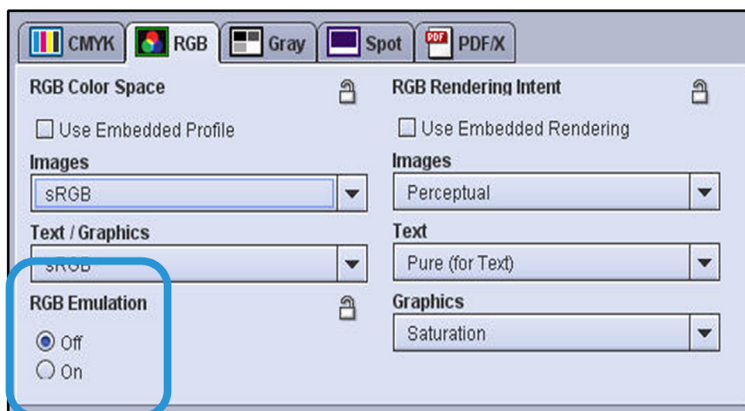 CMYK RGB Gray Spot PDF PDF/X
RGB Color Space
Use Embedded Profile
Images
sRGB
Text / Graphics
sRGB
RGB Emulation
Off
On
RGB Rendering Intent
Use Embedded Rendering
Images
Perceptual
Text
Pure (for Text)
Graphics
Saturation